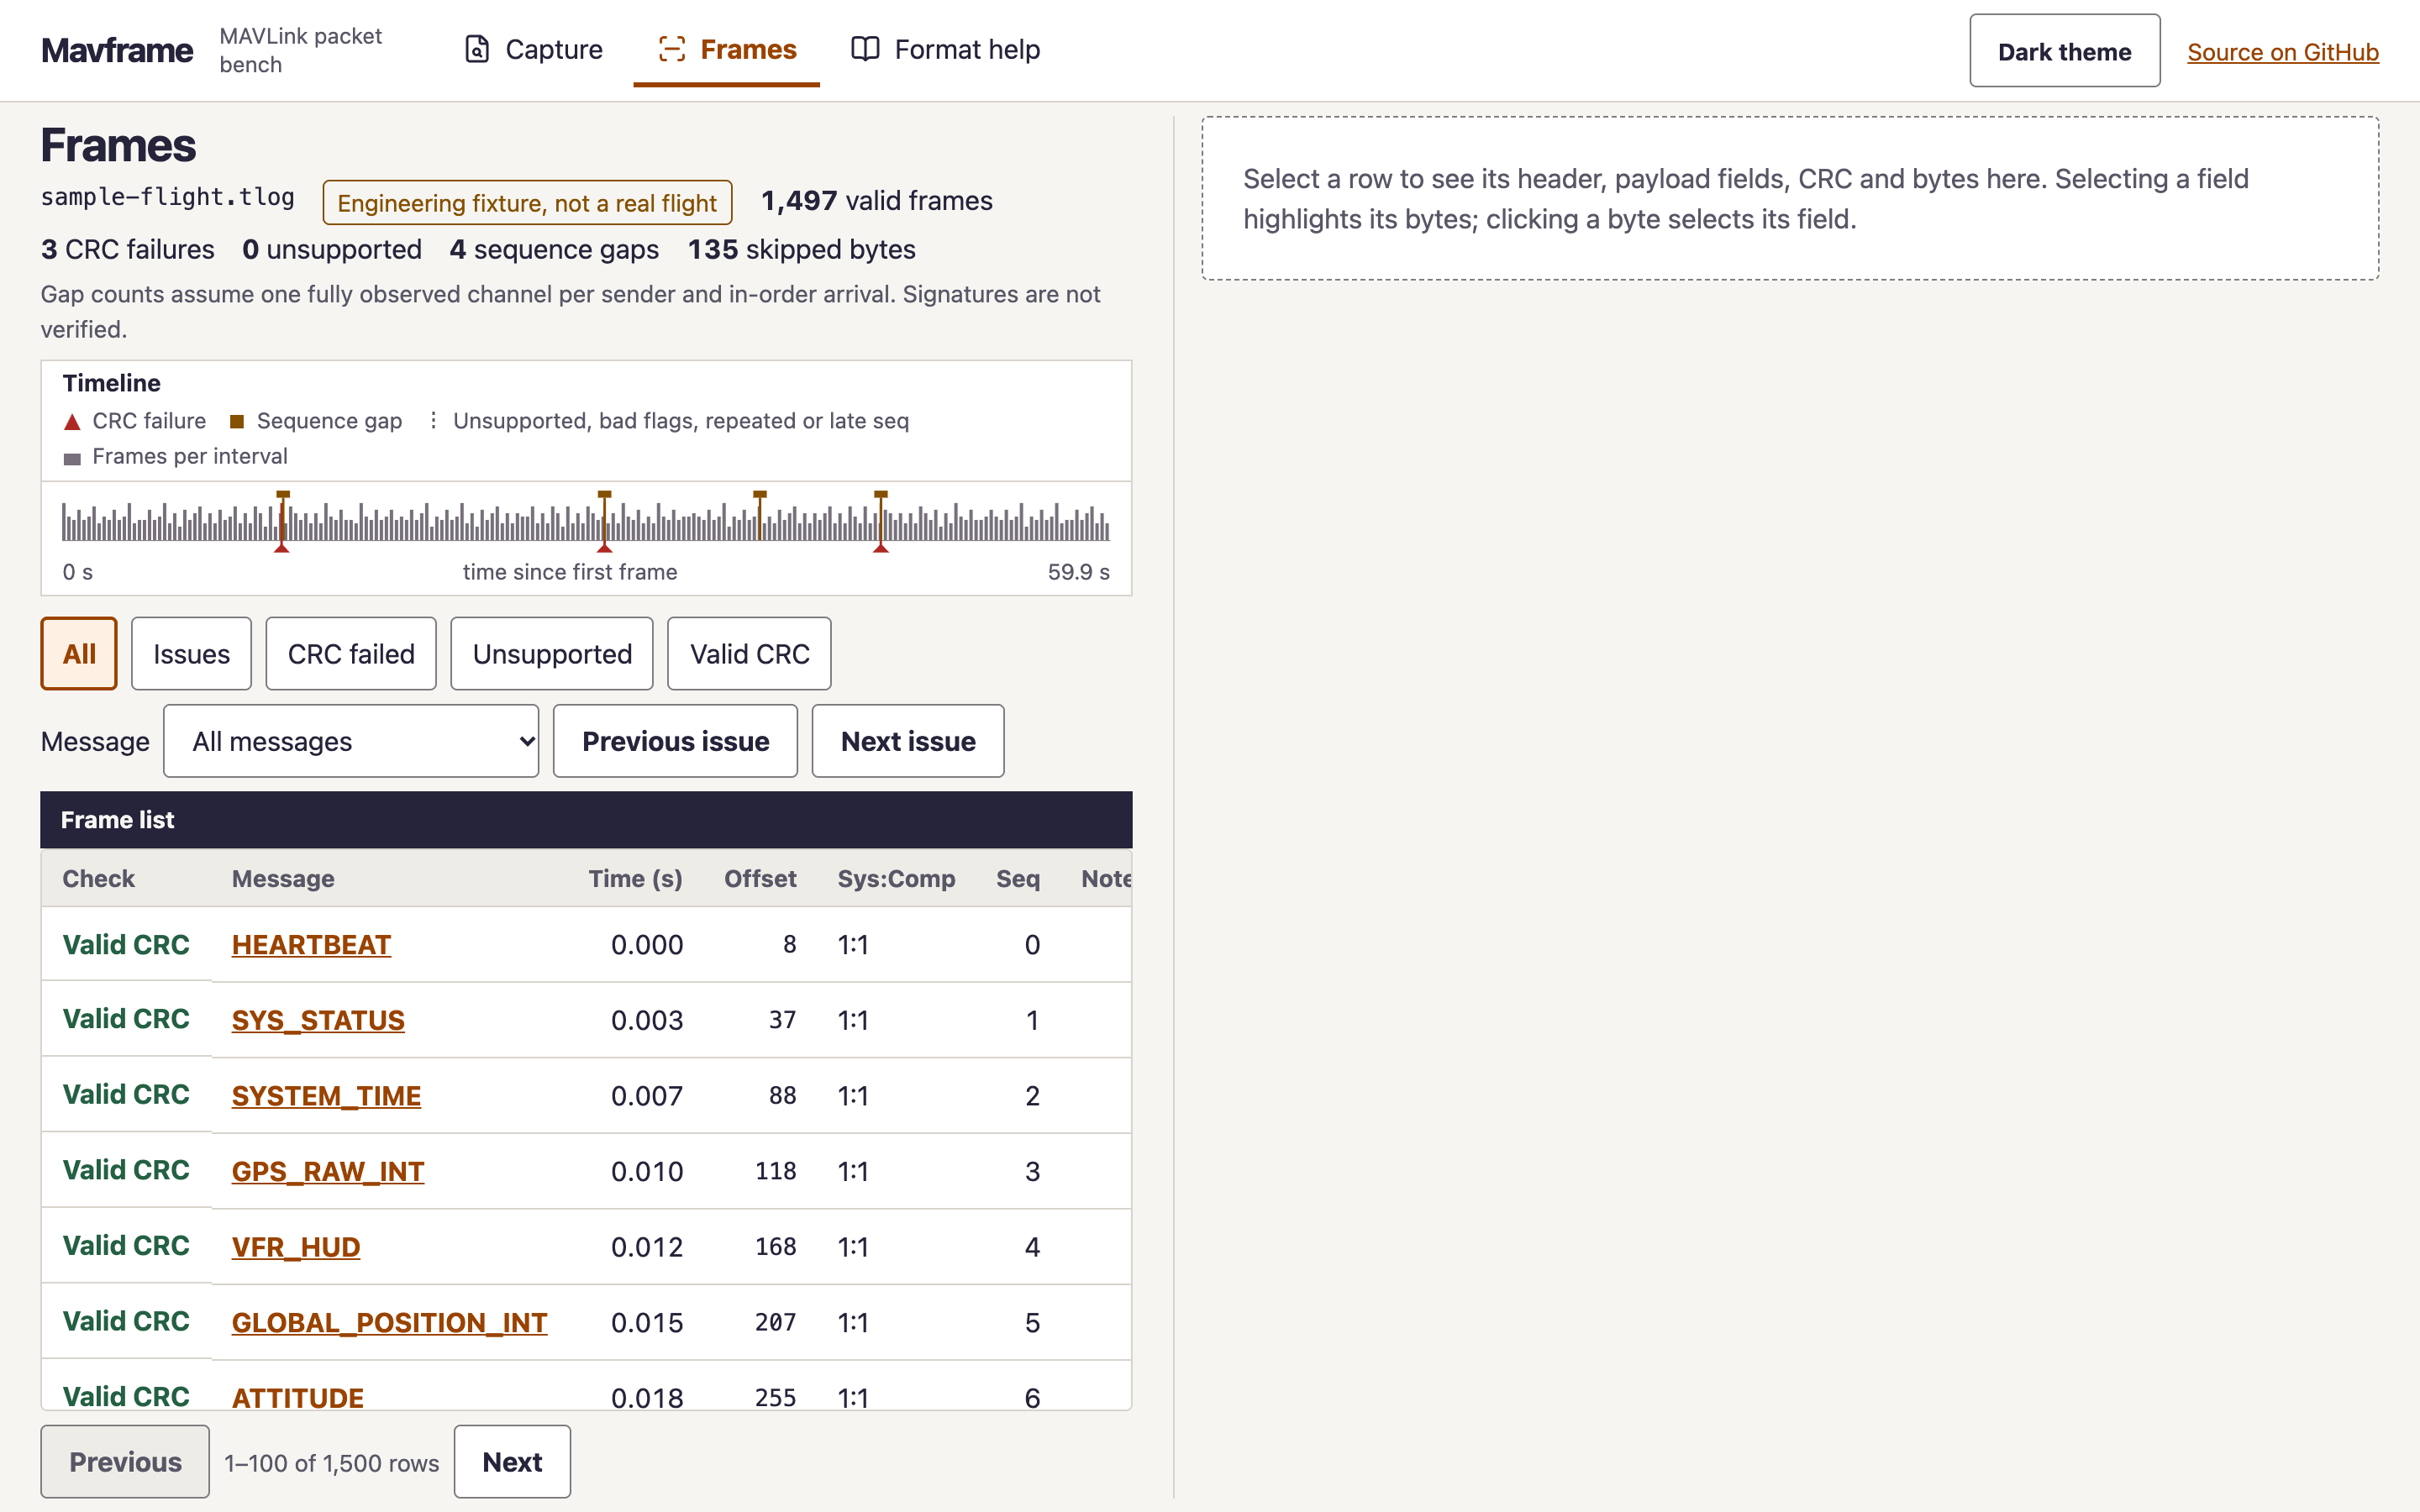 Mavframe
MAVLink packet
bench
Capture
Frames
Format help
Dark theme
Source on GitHub
Frames
sample-flight.tlog
Engineering fixture, not a real flight
1,497 valid frames
3 CRC failures 0 unsupported 4 sequence gaps 135 skipped bytes
Gap counts assume one fully observed channel per sender and in-order arrival. Signatures are not
verified.
Timeline
CRC failure Sequence gap Unsupported, bad flags, repeated or late seq
Frames per interval
0 s time since first frame 59.9 s
All Issues CRC failed Unsupported Valid CRC
Message All messages Previous issue Next issue
Frame list
Check Message Time (s) Offset Sys:Comp Seq Note
Valid CRC HEARTBEAT 0.000 8 1:1 0
Valid CRC SYS_STATUS 0.003 37 1:1 1
Valid CRC SYSTEM_TIME 0.007 88 1:1 2
Valid CRC GPS_RAW_INT 0.010 118 1:1 3
Valid CRC VFR_HUD 0.012 168 1:1 4
Valid CRC GLOBAL_POSITION_INT 0.015 207 1:1 5
Valid CRC ATTITUDE 0.018 255 1:1 6
Previous 1–100 of 1,500 rows Next
Select a row to see its header, payload fields, CRC and bytes here. Selecting a field
highlights its bytes; clicking a byte selects its field.